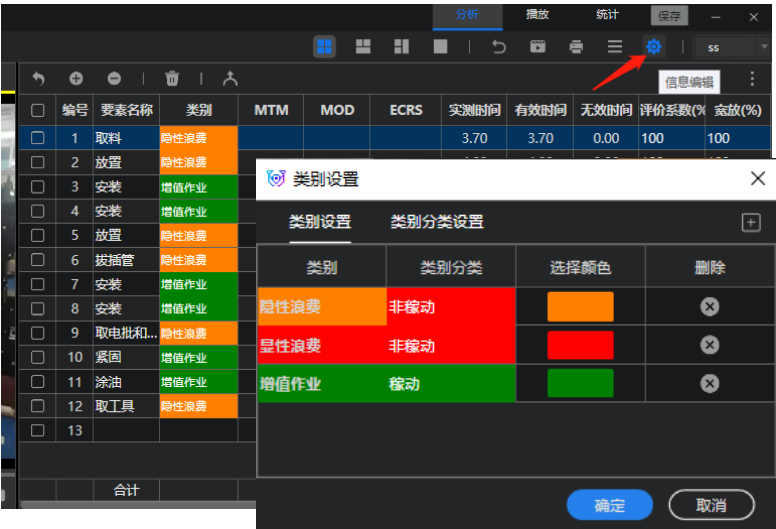 分析 播放 统计 保存
ss
信息编辑
编号 要素名称 类别 MTM MOD ECRS 实测时间 有效时间 无效时间 评价系数(% 宽放(%)
1 取料 隐性浪费 3.70 3.70 0.00 100 100
2 放置 隐性浪费
3 安装 增值作业
4 安装 增值作业
5 放置 隐性浪费
6 拔插管 隐性浪费
7 安装 增值作业
8 安装 增值作业
9 取电批和... 隐性浪费
10 紧固 增值作业
11 涂油 增值作业
12 取工具 隐性浪费
13
合计
类别设置
类别设置 类别分类设置
类别 类别分类 选择颜色 删除
隐性浪费 非稼动
显性浪费 非稼动
增值作业 稼动
确定 取消